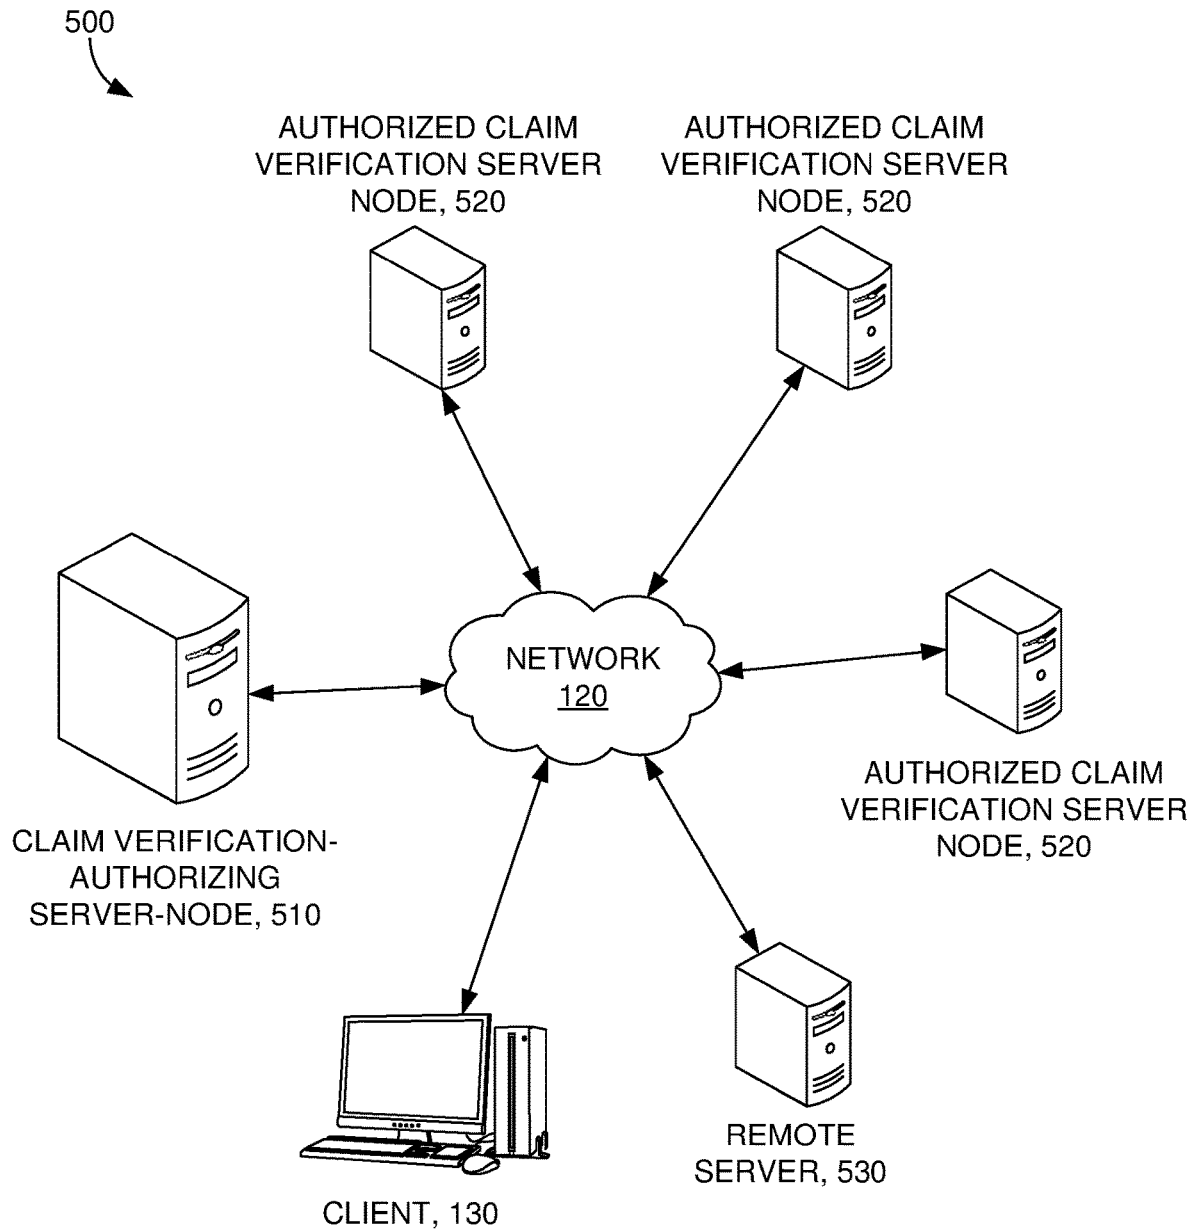 500
AUTHORIZED CLAIM
VERIFICATION SERVER
NODE, 520
AUTHORIZED CLAIM
VERIFICATION SERVER
NODE, 520
NETWORK
120
AUTHORIZED CLAIM
VERIFICATION SERVER
NODE, 520
CLAIM VERIFICATION-
AUTHORIZING
SERVER-NODE, 510
REMOTE
SERVER, 530
CLIENT, 130